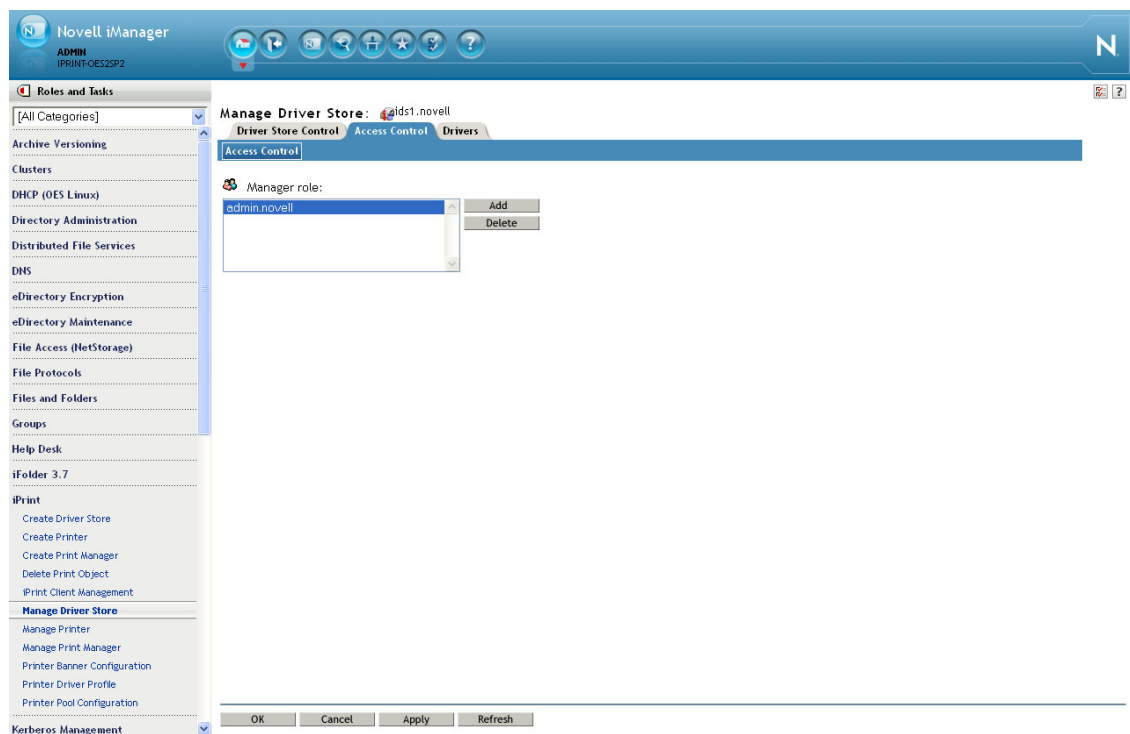 Novell iManager
ADMIN
IPRINT-OES2SP2
N
Roles and Tasks
[All Categories]
Archive Versioning
Clusters
DHCP (OES Linux)
Directory Administration
Distributed File Services
DNS
eDirectory Encryption
eDirectory Maintenance
File Access (NetStorage)
File Protocols
Files and Folders
Groups
Help Desk
iFolder 3.7
iPrint
Create Driver Store
Create Printer
Create Print Manager
Delete Print Object
iPrint Client Management
Manage Driver Store
Manage Printer
Manage Print Manager
Printer Banner Configuration
Printer Driver Profile
Printer Pool Configuration
Kerberos Management
?
Manage Driver Store: ids1.novell
Driver Store Control Access Control Drivers
Access Control
Manager role:
admin.novell
Add
Delete
OK Cancel Apply Refresh